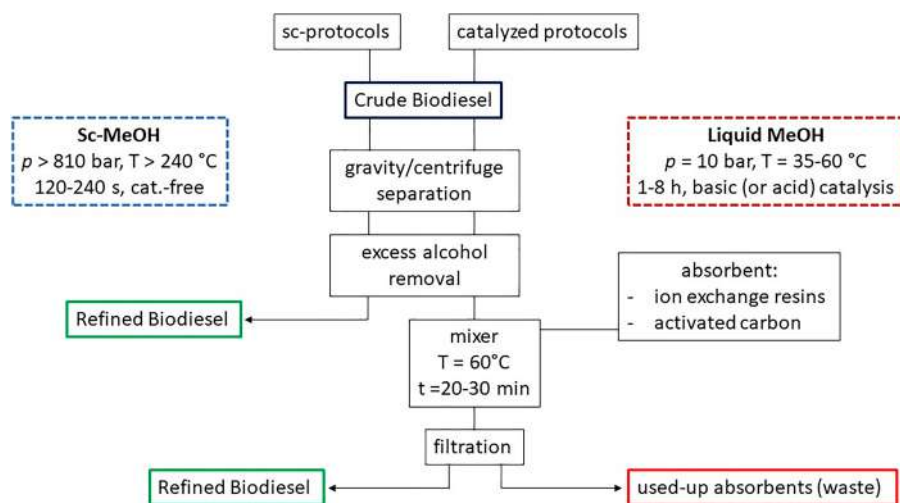 sc-protocols
catalyzed protocols
Crude Biodiesel
Sc-MeOH
p > 810 bar, T > 240 °C
120-240 s, cat.-free
Liquid MeOH
p = 10 bar, T = 35-60 °C
1-8 h, basic (or acid) catalysis
gravity/centrifuge
separation
excess alcohol
removal
absorbent:
- ion exchange resins
- activated carbon
Refined Biodiesel
mixer
T = 60°C
t =20-30 min
filtration
Refined Biodiesel
used-up absorbents (waste)